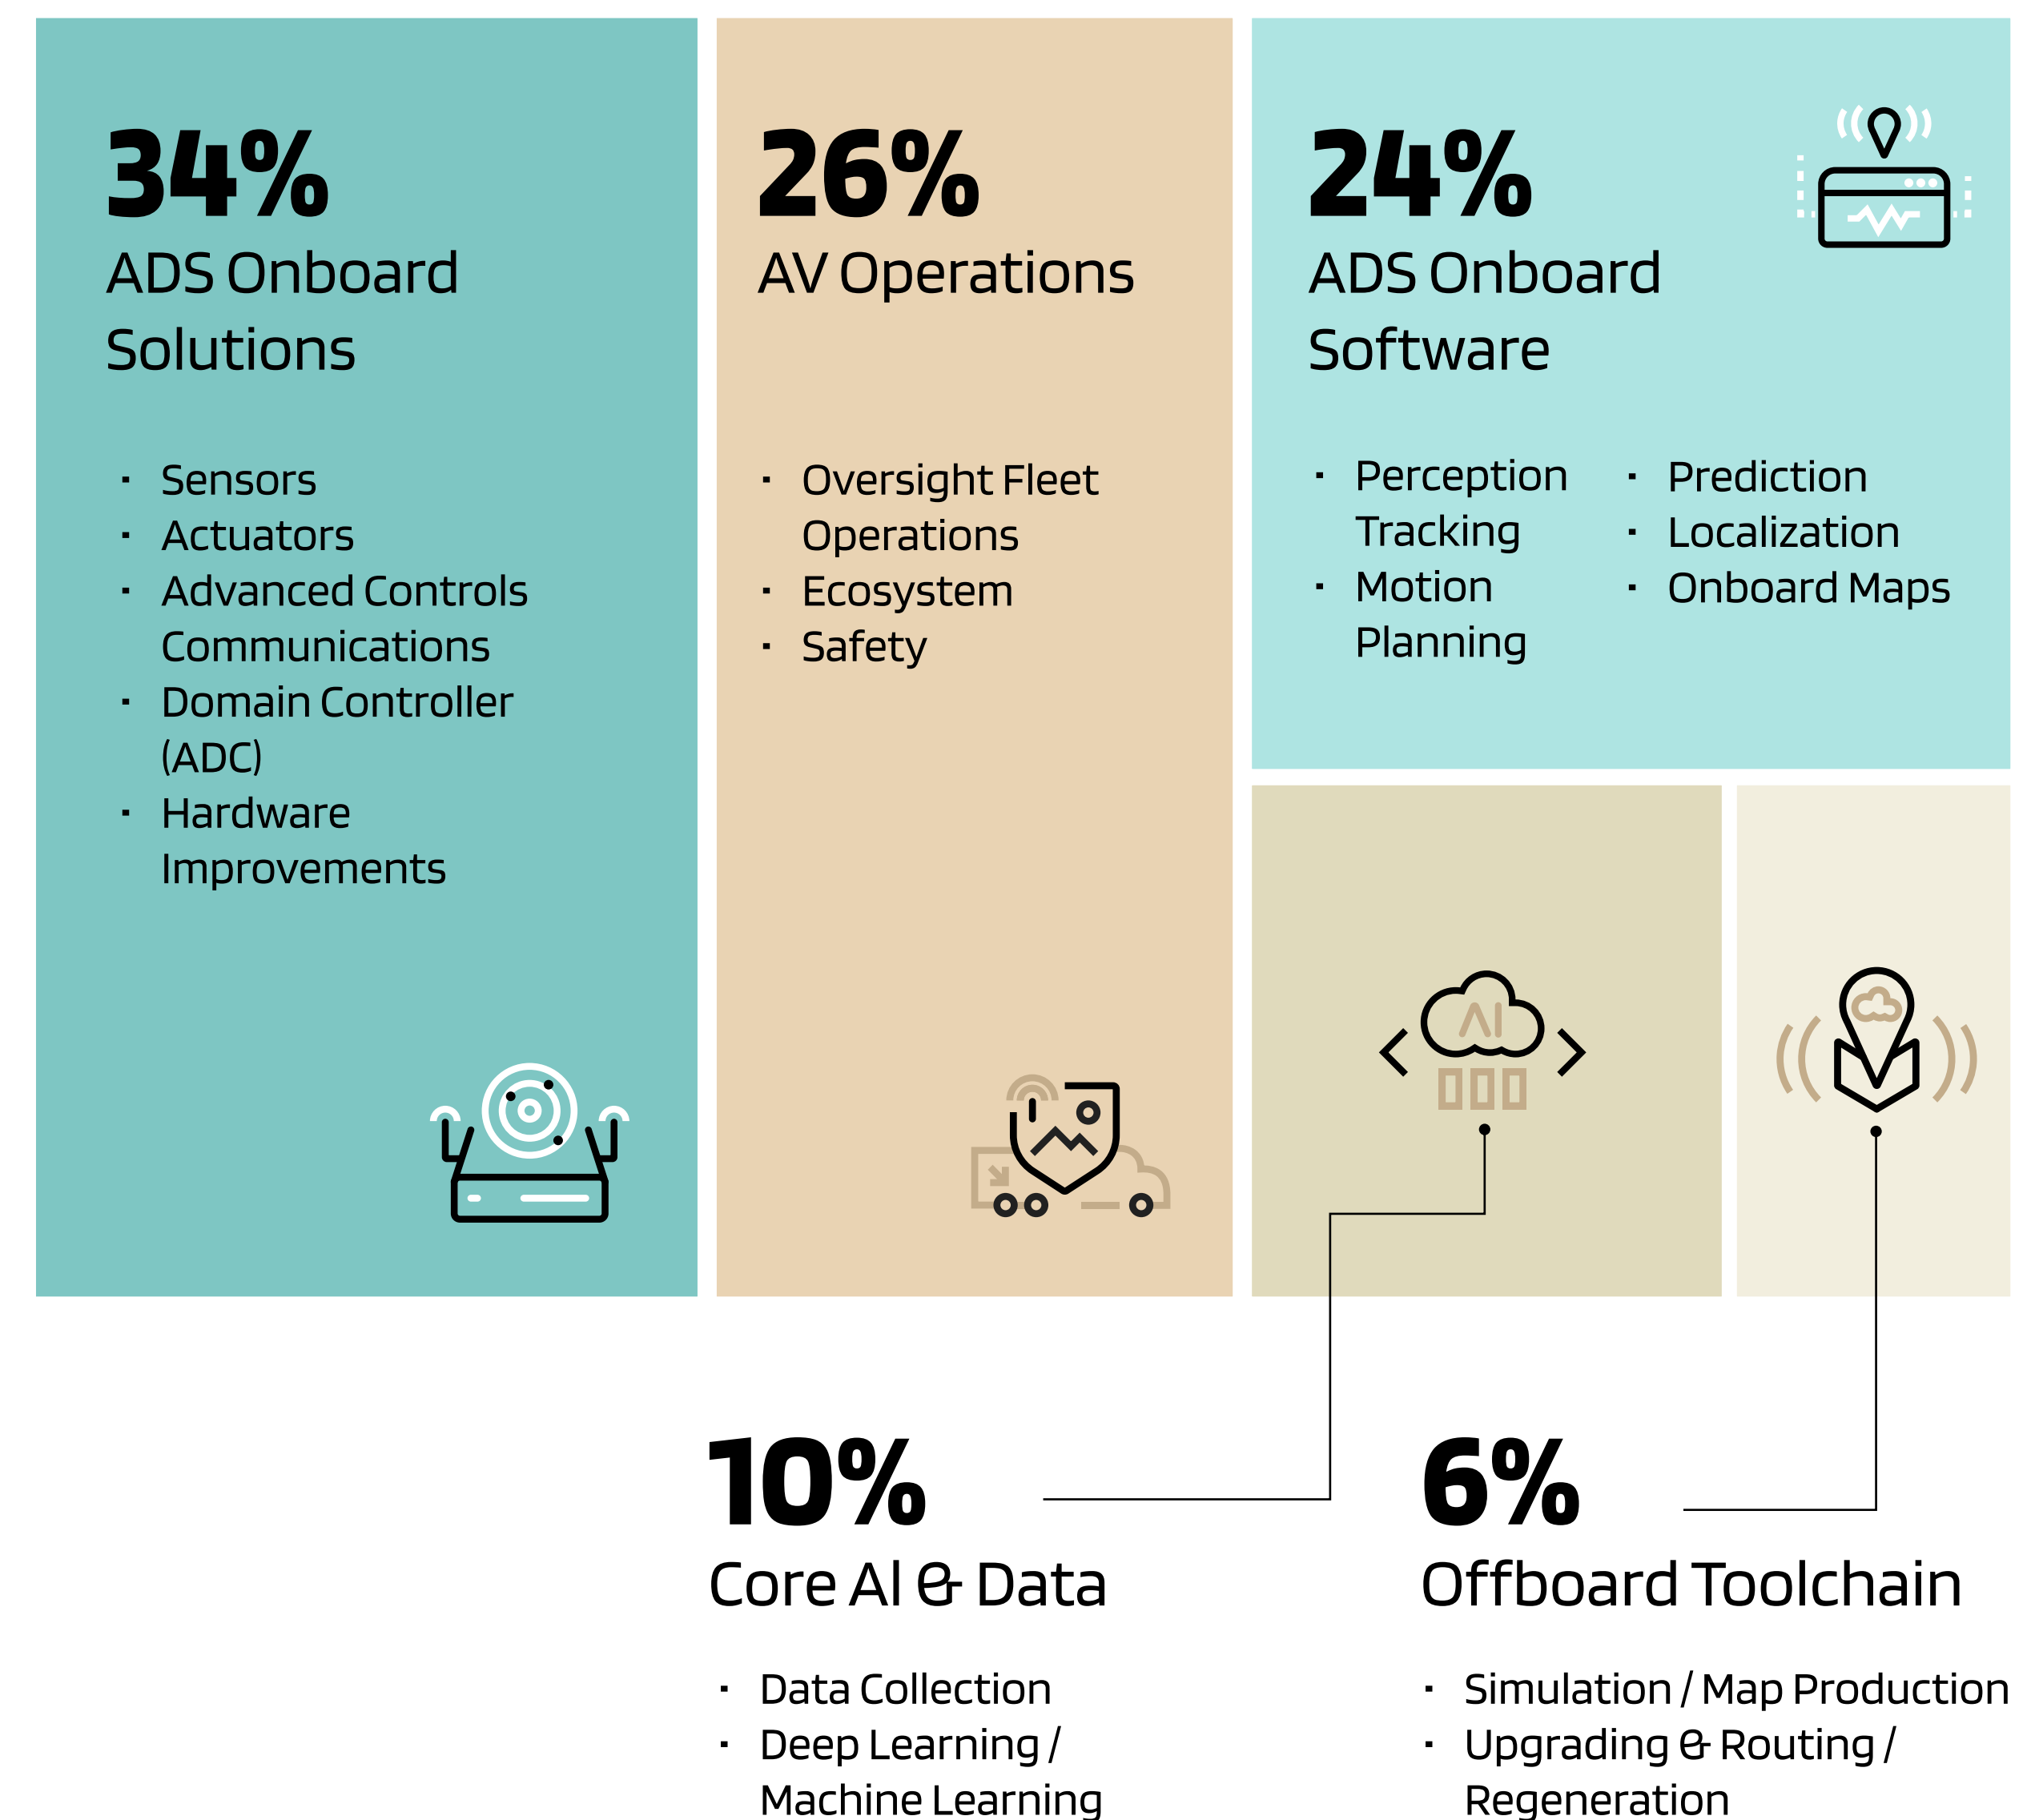 34%
ADS Onboard
Solutions
▪ Sensors
▪ Actuators
▪ Advanced Controls
Communications
▪ Domain Controller
(ADC)
▪ Hardware
Improvements
26%
AV Operations
▪ Oversight Fleet
Operations
▪ Ecosystem
▪ Safety
24%
ADS Onboard
Software
▪ Perception
Tracking
▪ Motion
Planning
▪ Prediction
▪ Localization
▪ Onboard Maps
AI
10%
Core AI & Data
▪ Data Collection
▪ Deep Learning /
Machine Learning
6%
Offboard Toolchain
▪ Simulation / Map Production
▪ Upgrading & Routing /
Regeneration